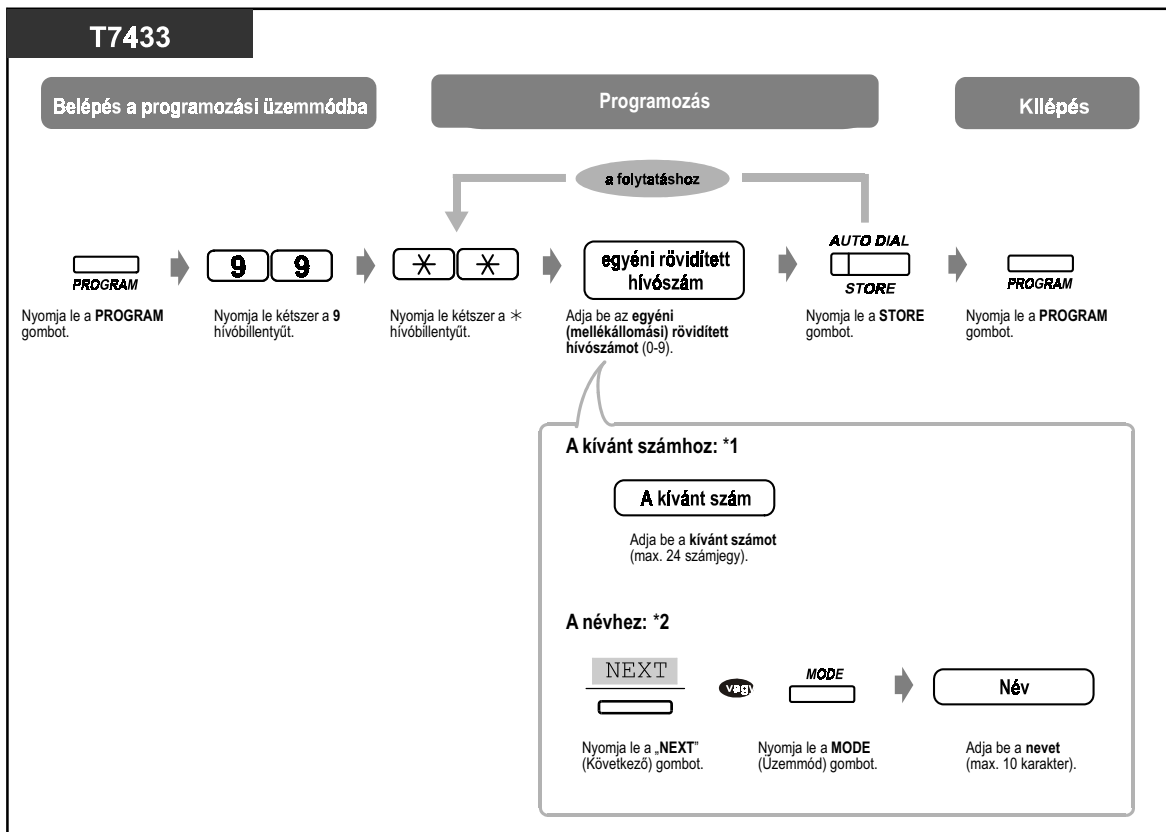 T7433
Belépés a programozási üzemmódba
Programozás
Kilépés
a folytatáshoz
PROGRAM
9 9
* *
egyéni rövidített
hívószám
AUTO DIAL
STORE
PROGRAM
Nyomja le a PROGRAM
gombot.
Nyomja le kétszer a 9
hívóbillentyűt.
Nyomja le kétszer a *
hívóbillentyűt.
Adja be az egyéni
(mellékállomási) rövidített
hívószámot (0-9).
Nyomja le a STORE
gombot.
Nyomja le a PROGRAM
gombot.
A kívánt számhoz: *1
A kívánt szám
Adja be a kívánt számot
(max. 24 számjegy).
A névhez: *2
NEXT
vagy
MODE
Név
Nyomja le a „NEXT”
(Következő) gombot.
Nyomja le a MODE
(Üzemmód) gombot.
Adja be a nevet
(max. 10 karakter).